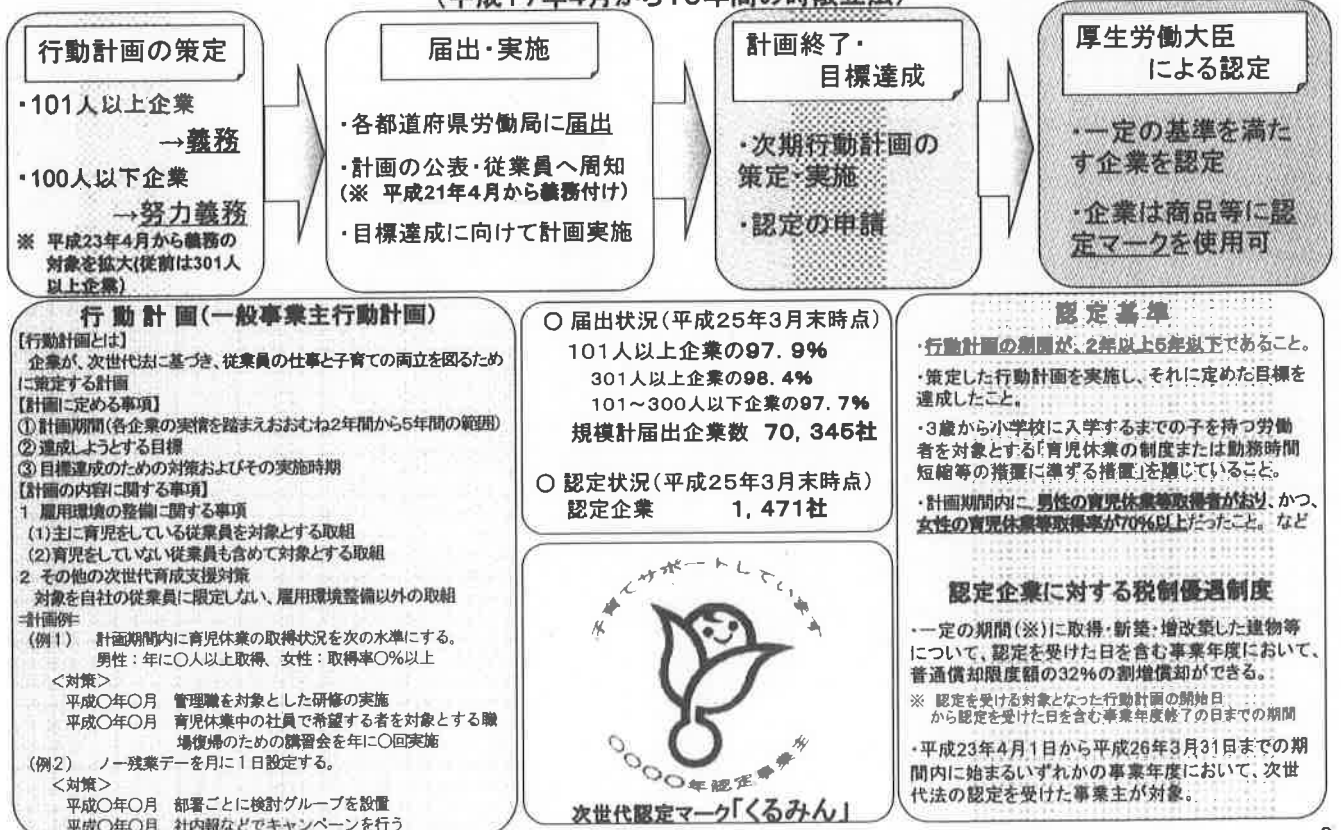 (平成17年4月から10年間の時限立法)
行動計画の策定
・101人以上企業
→義務
・100人以下企業
→努力義務
※ 平成23年4月から義務の
対象を拡大(従前は301人
以上企業)
届出・実施
・各都道府県労働局に届出
・計画の公表・従業員へ周知
(※ 平成21年4月から義務付け)
・目標達成に向けて計画実施
計画終了・
目標達成
・次期行動計画の
策定・実施
・認定の申請
厚生労働大臣
による認定
・一定の基準を満た
す企業を認定
・企業は商品等に認
定マークを使用可
行動計画(一般事業主行動計画)
【行動計画とは】
企業が、次世代法に基づき、従業員の仕事と子育ての両立を図るため
に策定する計画
【計画に定める事項】
①計画期間(各企業の実情を踏まえおおむね2年間から5年間の範囲)
②達成しようとする目標
③目標達成のための対策およびその実施時期
【計画の内容に関する事項】
1 雇用環境の整備に関する事項
(1)主に育児をしている従業員を対象とする取組
(2)育児をしていない従業員も含めて対象とする取組
2 その他の次世代育成支援対策
対象を自社の従業員に限定しない、雇用環境整備以外の取組
=計画例=
(例1) 計画期間内に育児休業の取得状況を次の水準にする。
男性:年に○人以上取得、女性:取得率○%以上
<対策>
平成○年○月 管理職を対象とした研修の実施
平成○年○月 育児休業中の社員で希望する者を対象とする職
場復帰のための講習会を年に○回実施
(例2) ノー残業デーを月に1日設定する。
<対策>
平成○年○月 部署ごとに検討グループを設置
平成○年○月 社内報などでキャンペーンを行う
○ 届出状況(平成25年3月末時点)
101人以上企業の97.9%
301人以上企業の98.4%
101~300人以下企業の97.7%
規模計届出企業数 70,345社
○ 認定状況(平成25年3月末時点)
認定企業 1,471社
子育てサポートしています
○○○○年認定事業主
次世代認定マーク「くるみん」
認定基準
・行動計画の期間が、2年以上5年以下であること。
・策定した行動計画を実施し、それに定めた目標を
達成したこと。
・3歳から小学校に入学するまでの子を持つ労働
者を対象とする「育児休業の制度または勤務時間
短縮等の措置に準ずる措置」を講じていること。
・計画期間内に、男性の育児休業等取得者がおり、かつ、
女性の育児休業等取得率が70%以上だったこと。 など
認定企業に対する税制優遇制度
・一定の期間(※)に取得・新築・増改築した建物等
について、認定を受けた日を含む事業年度において、
普通償却限度額の32%の割増償却ができる。
※ 認定を受ける対象となった行動計画の開始日
から認定を受けた日を含む事業年度終了の日までの期間
・平成23年4月1日から平成26年3月31日までの期
間内に始まるいずれかの事業年度において、次世
代法の認定を受けた事業主が対象。